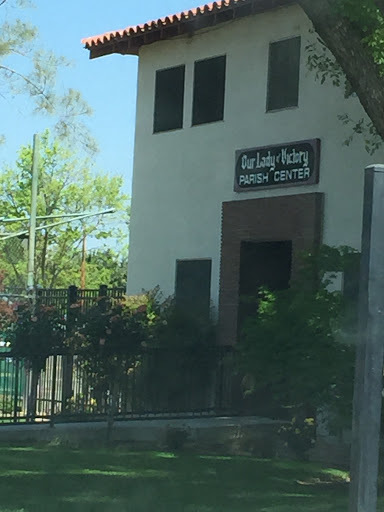 Our Lady of Victory
PARISH CENTER